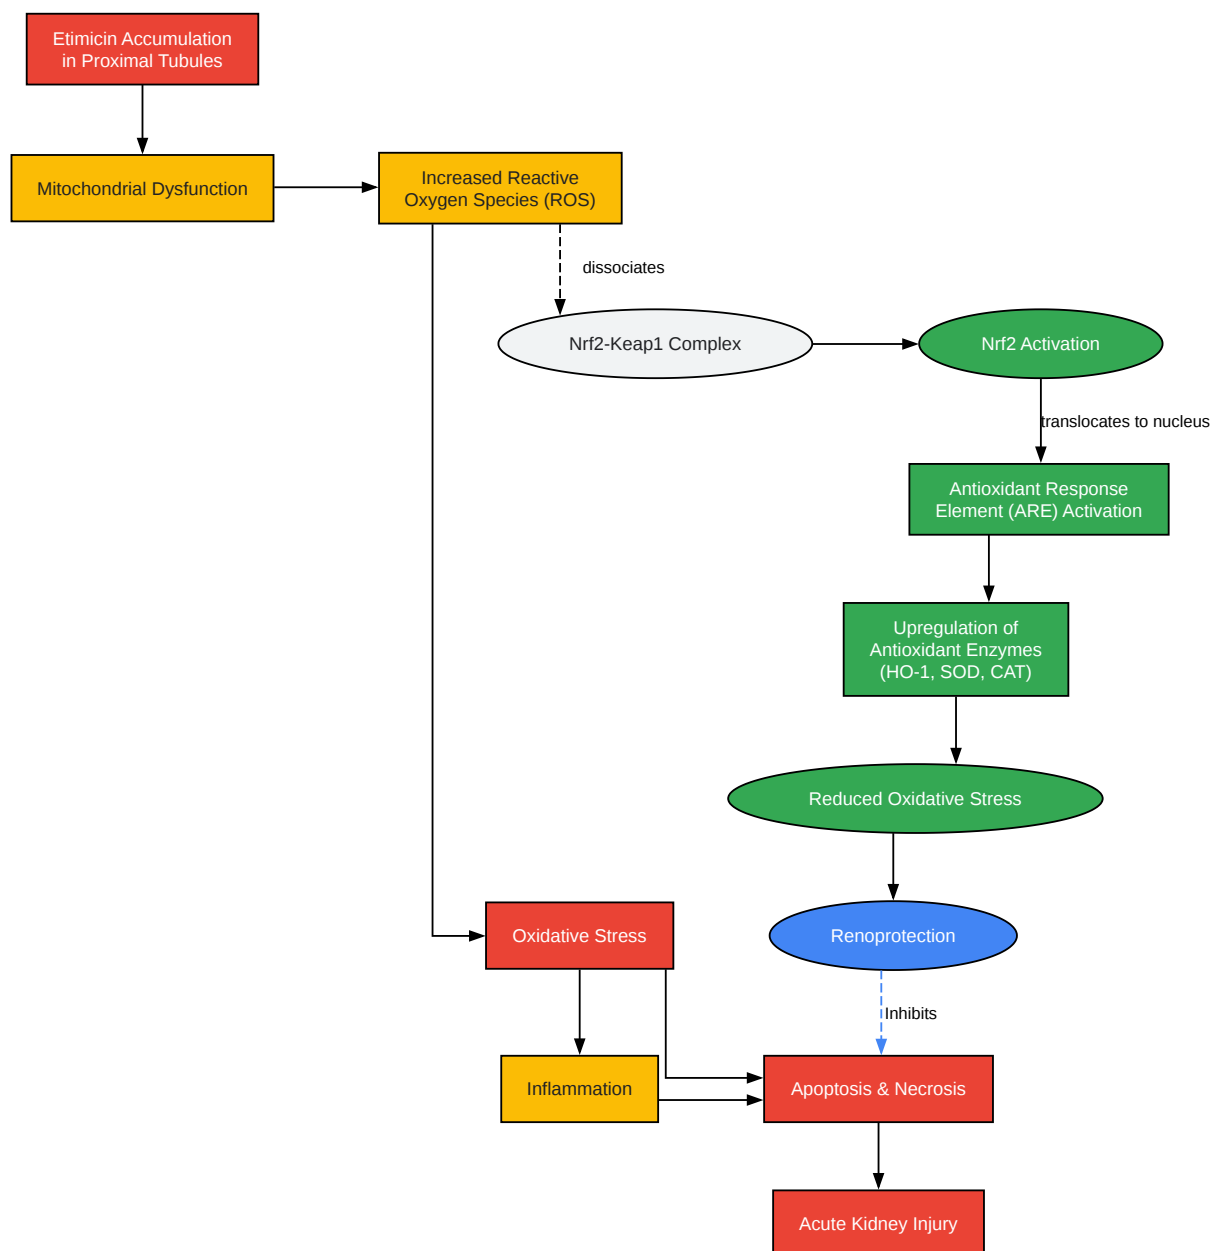 Etimicin Accumulation
in Proximal Tubules
Mitochondrial Dysfunction
Increased Reactive
Oxygen Species (ROS)
dissociates
Nrf2-Keap1 Complex
Nrf2 Activation
translocates to nucleus
Antioxidant Response
Element (ARE) Activation
Upregulation of
Antioxidant Enzymes
(HO-1, SOD, CAT)
Reduced Oxidative Stress
Oxidative Stress
Renoprotection
Inhibits
Inflammation
Apoptosis & Necrosis
Acute Kidney Injury